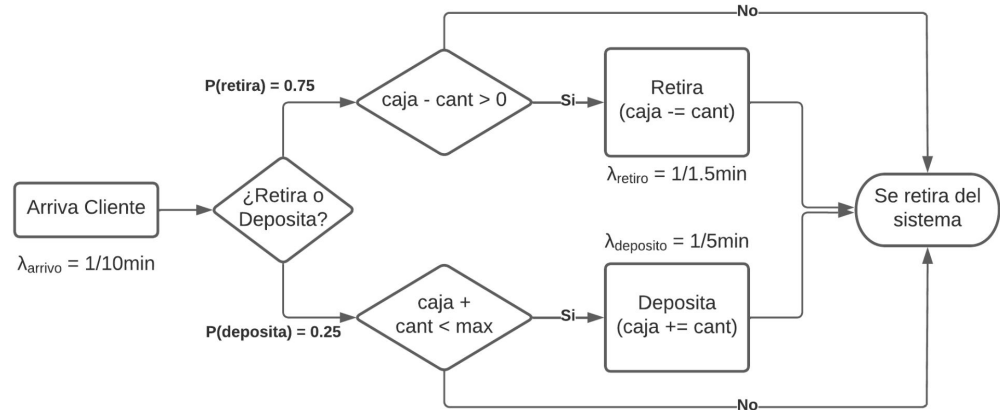 No
P(retira) = 0.75
caja - cant > 0
Si
Retira
(caja -= cant)
λretiro = 1/1.5min
Arriva Cliente
λarrivo = 1/10min
¿Retira o
Deposita?
Se retira del
sistema
λdeposito = 1/5min
P(deposita) = 0.25
caja +
cant < max
Si
Deposita
(caja += cant)
No